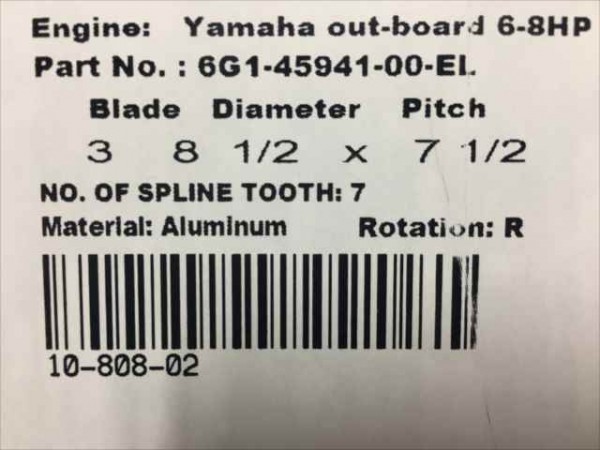 Engine: Yamaha out-board 6-8HP
Part No. : 6G1-45941-00-EL
Blade Diameter Pitch
3 8 1/2 x 7 1/2
NO. OF SPLINE TOOTH: 7
Material: Aluminum Rotation: R
10-808-02